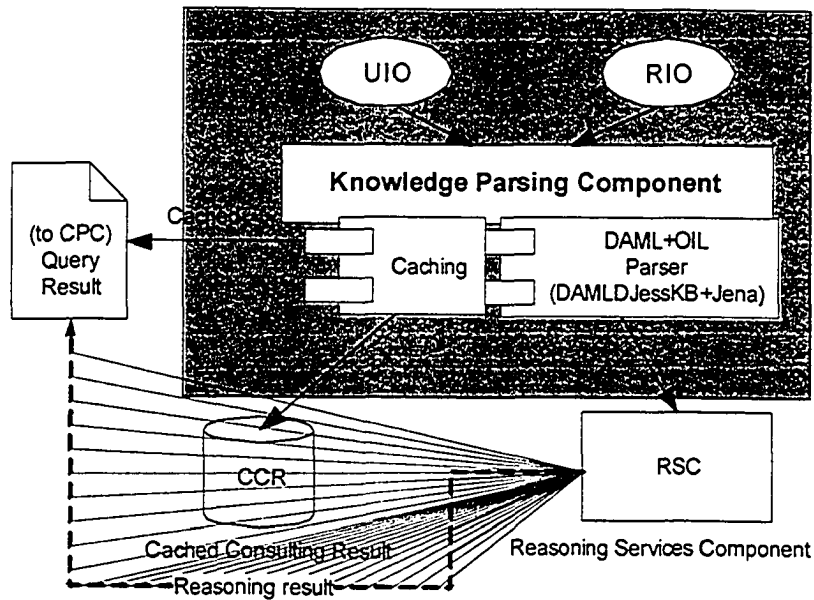 UIO
RIO
Knowledge Parsing Component
Cached
(to CPC)
Query
Result
Caching
DAML+OIL
Parser
(DAMLDJessKB+Jena)
CCR
RSC
Cached Consulting Result
Reasoning Services Component
Reasoning result